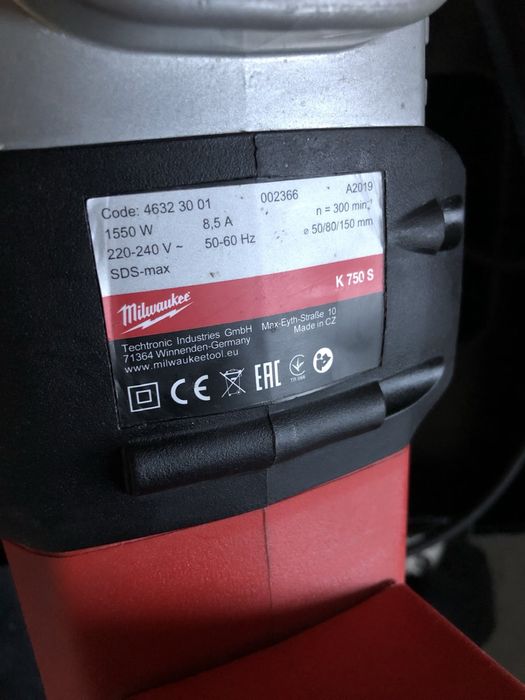 Code: 4632 30 01 002366 A2019
1550 W 8,5 A n = 300 min.⁻¹
220-240 V ~ 50-60 Hz ⌀ 50/80/150 mm
SDS-max
Milwaukee K 750 S
Techtronic Industries GmbH Max-Eyth-Straße 10
71364 Winnenden-Germany Made in CZ
www.milwaukeetool.eu
CE EAC